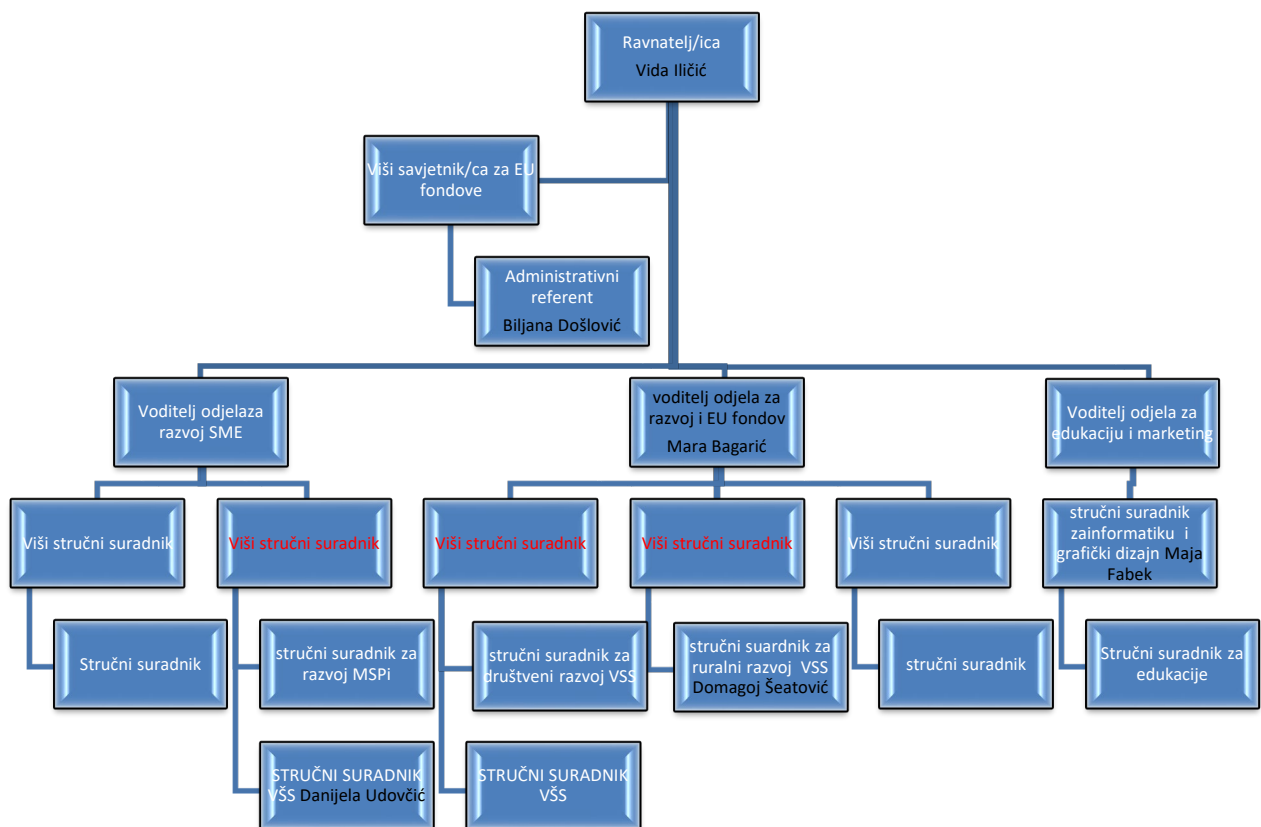 Ravnatelj/ica
Vida Iličić
Viši savjetnik/ca za EU
fondove
Administrativni
referent
Biljana Došlović
Voditelj odjelaza
razvoj SME
voditelj odjela za
razvoj i EU fondov
Mara Bagarić
Voditelj odjela za
edukaciju i marketing
Viši stručni suradnik
Viši stručni suradnik
Viši stručni suradnik
Viši stručni suradnik
Viši stručni suradnik
stručni suradnik
zainformatiku i
grafički dizajn Maja
Fabek
Stručni suradnik
stručni suradnik za
razvoj MSPi
stručni suradnik za
društveni razvoj VSS
stručni suardnik za
ruralni razvoj VSS
Domagoj Šeatović
stručni suradnik
Stručni suradnik za
edukacije
STRUČNI SURADNIK
VŠS Danijela Udovčić
STRUČNI SURADNIK
VŠS